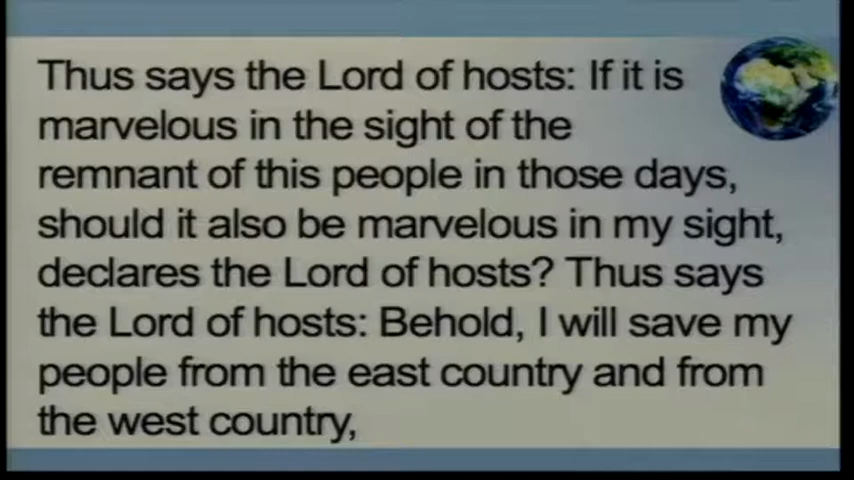 Thus says the Lord of hosts: If it is
marvelous in the sight of the
remnant of this people in those days,
should it also be marvelous in my sight,
declares the Lord of hosts? Thus says
the Lord of hosts: Behold, I will save my
people from the east country and from
the west country,